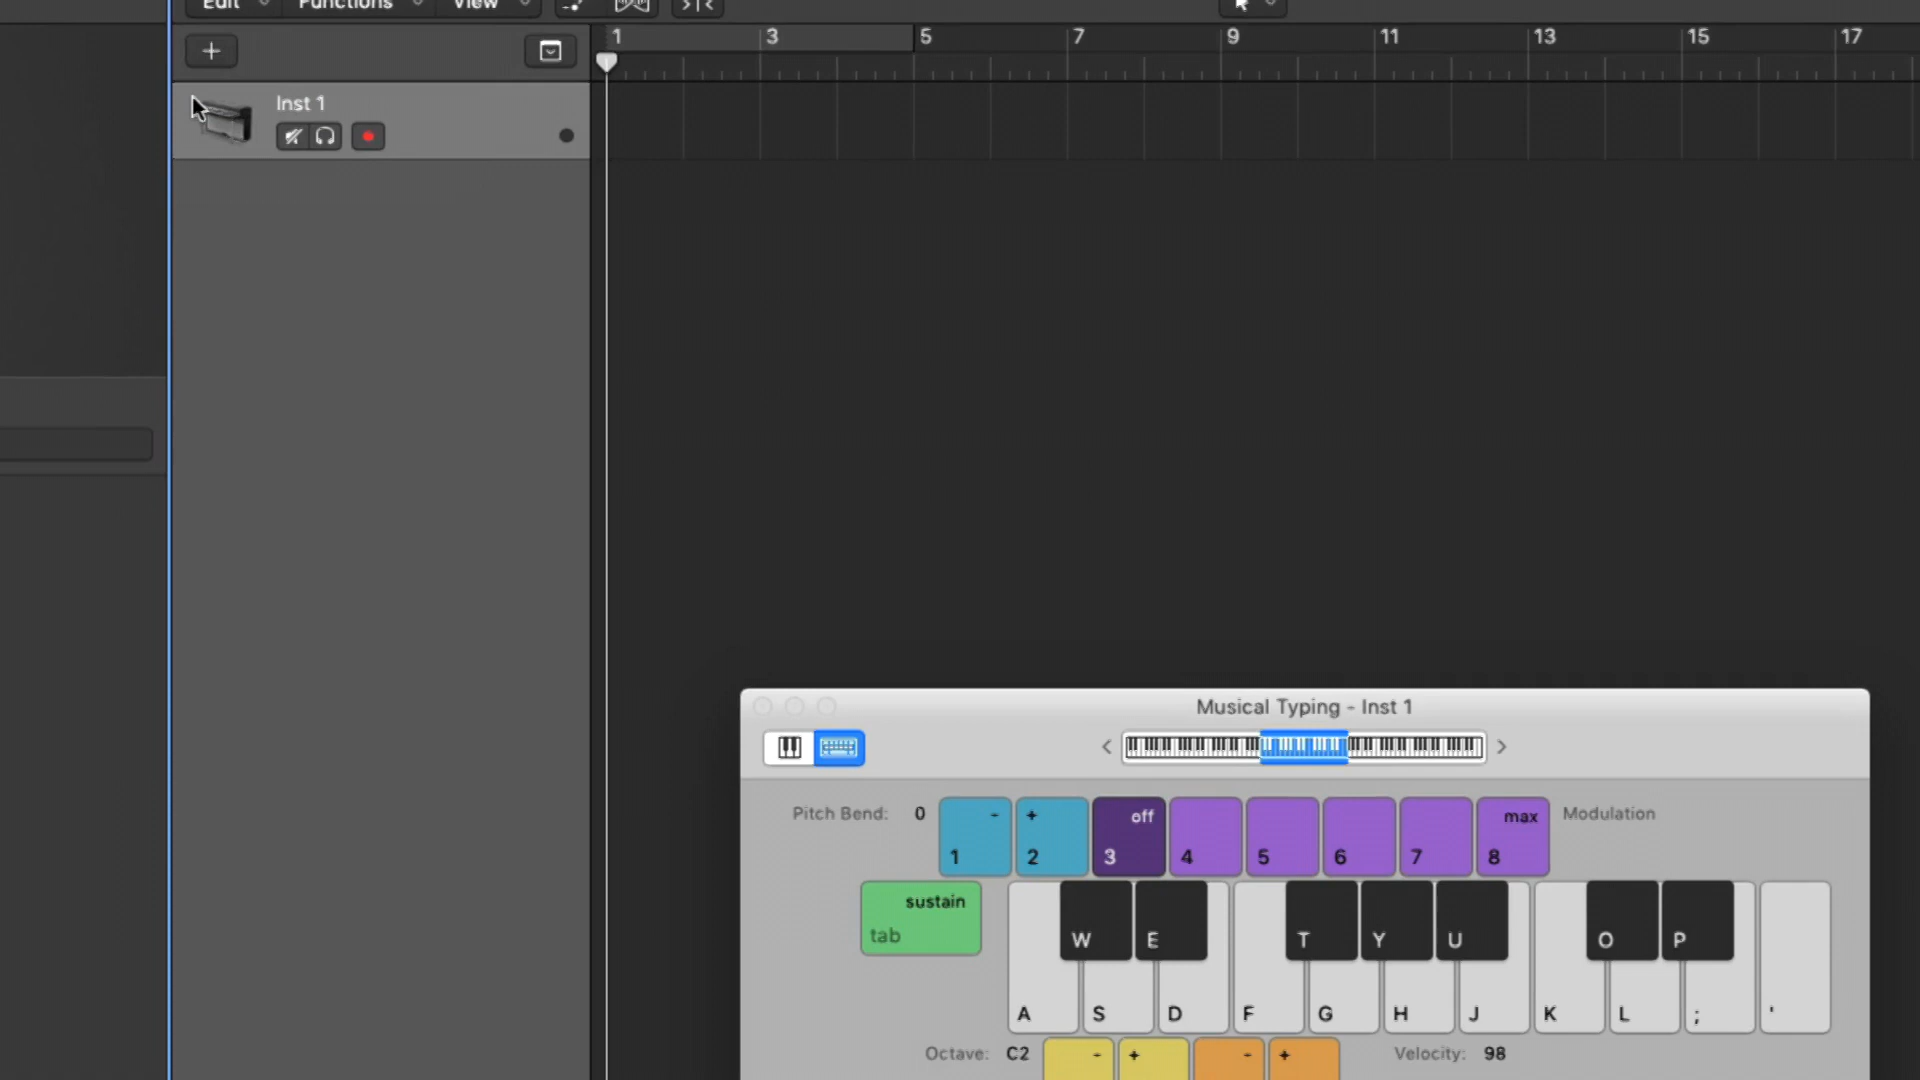 Edit Functions View
1 3 5 7 9 11 13 15 17
Inst 1
Musical Typing - Inst 1
Pitch Bend: 0 - + off max Modulation
1 2 3 4 5 6 7 8
sustain
tab
W E T Y U O P
A S D F G H J K L ; '
Octave: C2 - + - + Velocity: 98